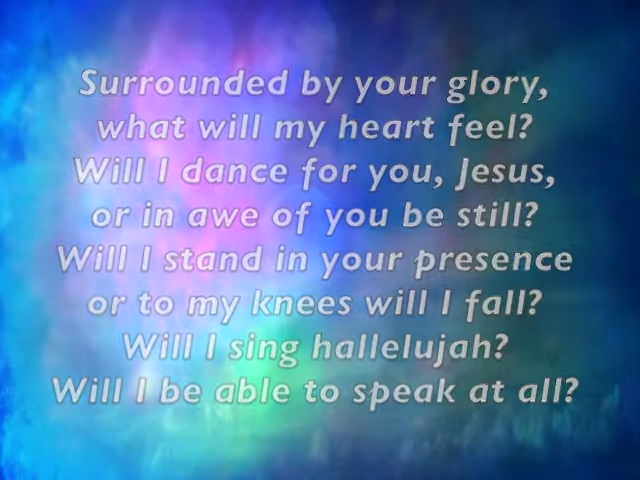 Surrounded by your glory,
what will my heart feel?
Will I dance for you, Jesus,
or in awe of you be still?
Will I stand in your presence
or to my knees will I fall?
Will I sing hallelujah?
Will I be able to speak at all?